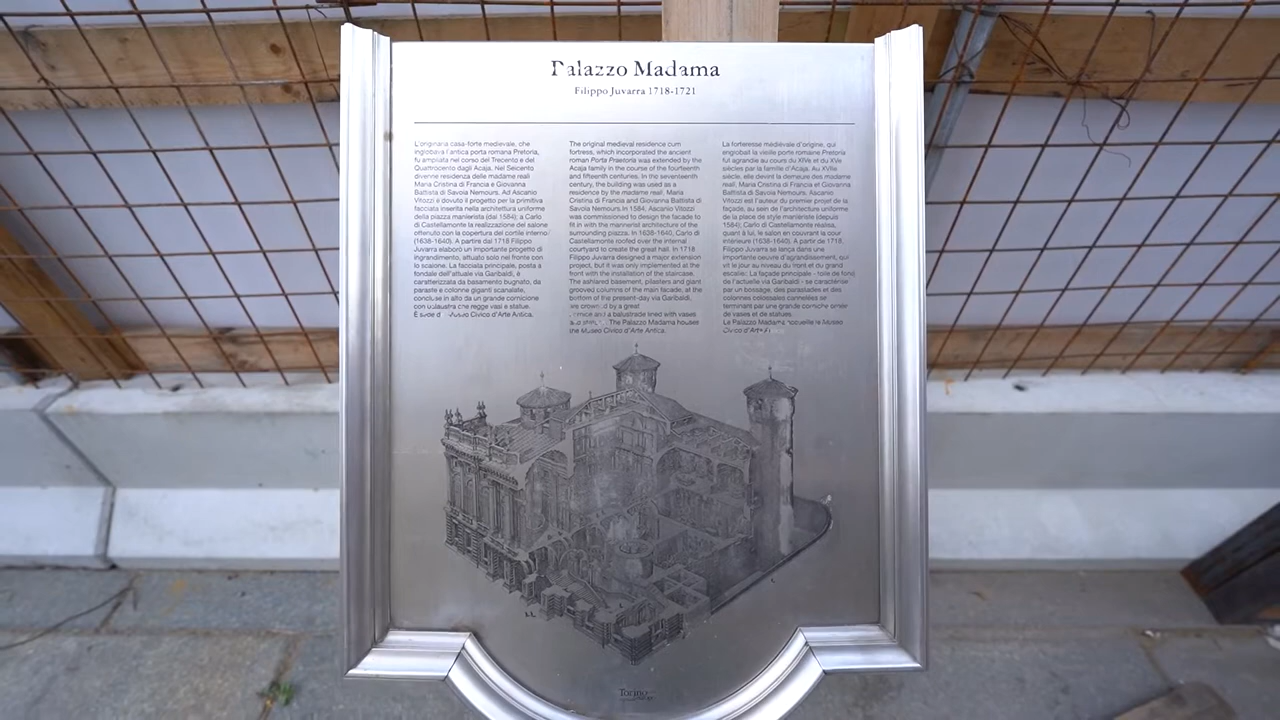 Palazzo Madama
Filippo Juvarra 1718-1721
L'originaria casa-forte medievale, che
inglobava l'antica porta romana Pretoria,
fu ampliata nel corso del Trecento e del
Quattrocento dagli Acaja. Nel Seicento
divenne residenza delle madame reali
Maria Cristina di Francia e Giovanna
Battista di Savoia Nemours. Ad Ascanio
Vitozzi è dovuto il progetto per la primitiva
facciata inserita nella architettura uniforme
della piazza manierista (dal 1584); a Carlo
di Castellamonte la realizzazione del salone
ottenuto con la copertura del cortile interno
(1638-1640). A partire dal 1718 Filippo
Juvarra elaborò un importante progetto di
ingrandimento, attuato solo nel fronte con
lo scalone. La facciata principale, posta a
fondale dell'attuale via Garibaldi, è
caratterizzata da basamento bugnato, da
paraste e colonne giganti scanalate,
concluse in alto da un grande cornicione
con balaustra che regge vasi e statue.
È sede del Museo Civico d'Arte Antica.
The original medieval residence cum
fortress, which incorporated the ancient
roman Porta Praetoria was extended by the
Acaja family in the course of the fourteenth
and fifteenth centuries. In the seventeenth
century, the building was used as a
residence by the madame reali, Maria
Cristina di Francia and Giovanna Battista di
Savoia Nemours. In 1584, Ascanio Vitozzi
was commissioned to design the facade to
fit in with the mannerist architecture of the
surrounding piazza. In 1638-1640, Carlo di
Castellamonte roofed over the internal
courtyard to create the great hall. In 1718
Filippo Juvarra designed a major extension
project, but it was only implemented at the
front with the installation of the staircase.
The ashlared basement, pilasters and giant
grooved columns of the main facade, at the
bottom of the present-day via Garibaldi,
are crowned by a great
cornice and a balustrade lined with vases
and statues. The Palazzo Madama houses
the Museo Civico d'Arte Antica.
La forteresse médiévale d'origine, qui
englobait la vieille porte romane Pretoria
fut agrandie au cours du XIVe et du XVe
siècles par la famille d'Acaja. Au XVIIe
siècle, elle devint la demeure des madame
reali, Maria Cristina di Francia e Giovanna
Battista di Savoia Nemours. Ascanio
Vitozzi est l'auteur du premier projet de la
façade, au sein de l'architecture uniforme
de la place de style maniériste (depuis
1584); Carlo di Castellamonte réalisa,
quant à lui, le salon en couvrant la cour
intérieure (1638-1640). A partir de 1718,
Filippo Juvarra se lança dans une
importante oeuvre d'agrandissement, qui
vit le jour au niveau du front et du grand
escalier. La façade principale - toile de fond
de l'actuelle via Garibaldi - se caractérise
par un bossage, des parastades et des
colonnes colossales cannelées se
terminant par une grande corniche ornée
de vases et de statues.
Le Palazzo Madama accueille le Museo
Civico d'Arte
Torino